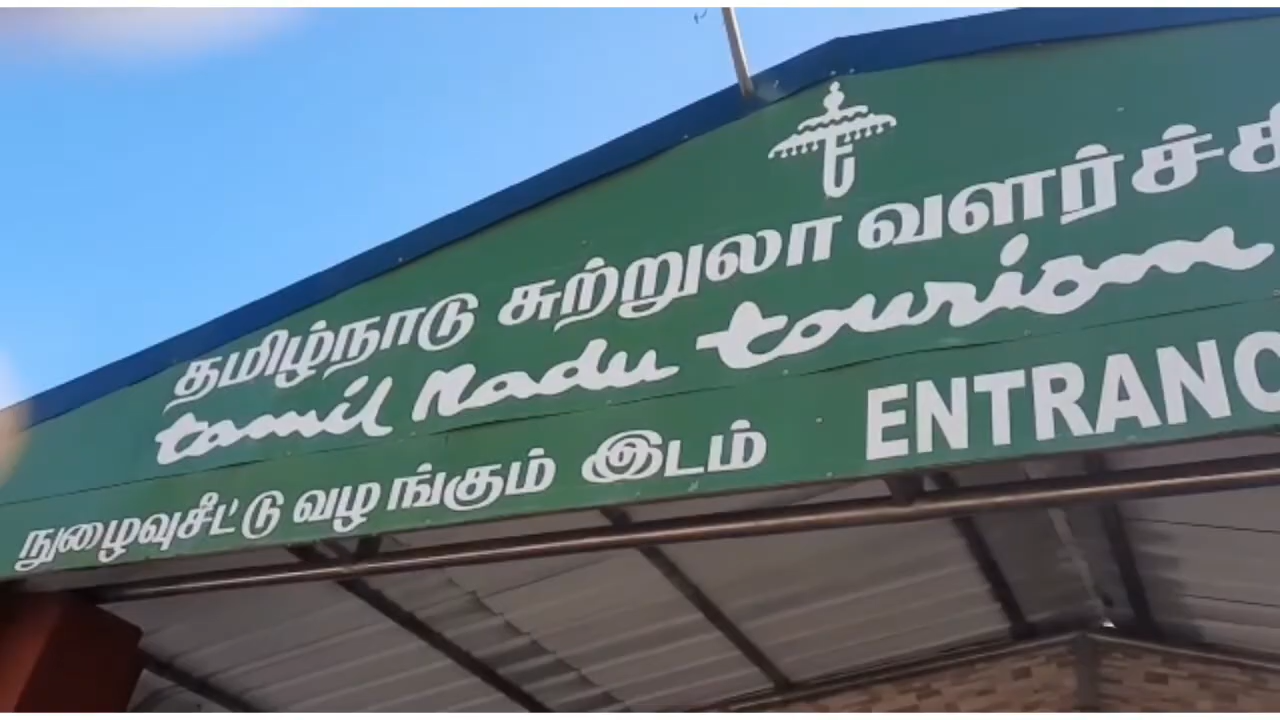 தமிழ்நாடு சுற்றுலா வளர்ச்சி
tamil nadu tourism
நுழைவுசீட்டு வழங்கும் இடம் ENTRANC